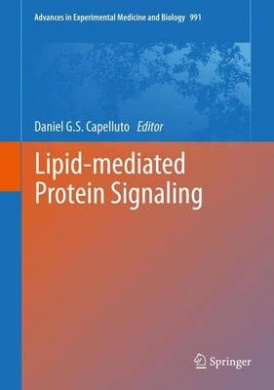 Advances in Experimental Medicine and Biology 991
Daniel G.S. Capelluto Editor
Lipid-mediated
Protein Signaling
Springer